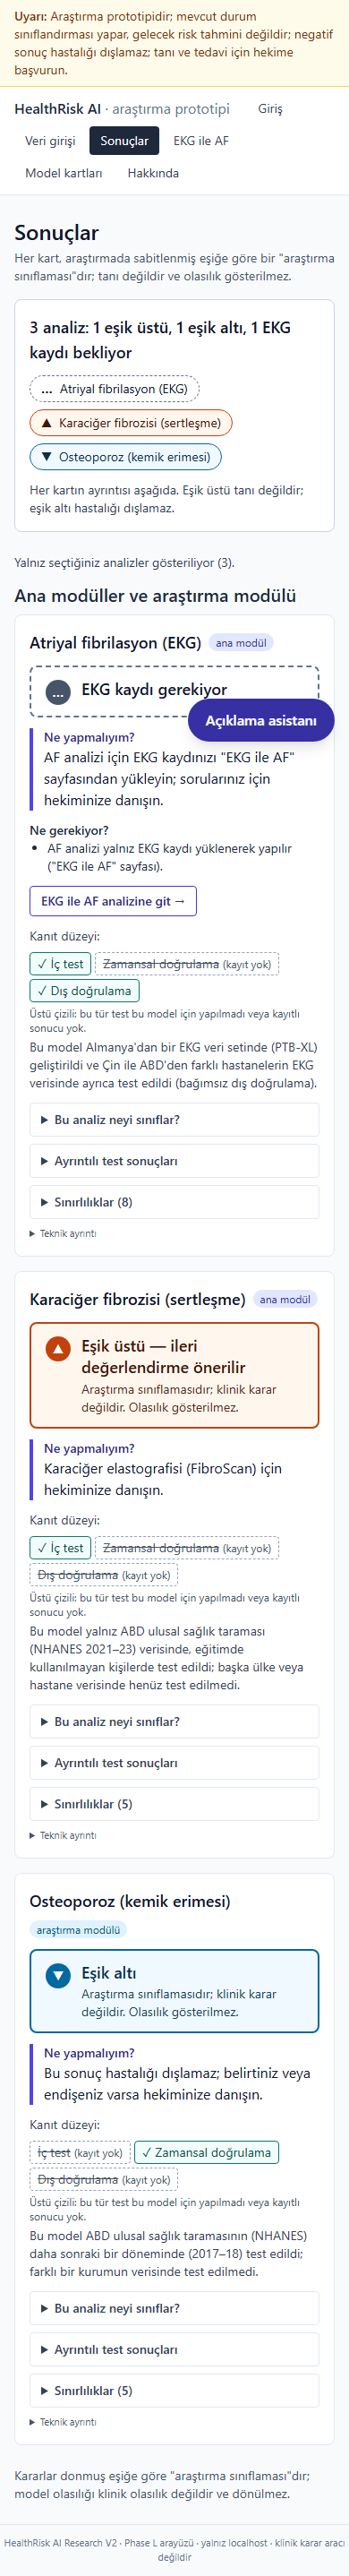 Uyarı: Araştırma prototipidir; mevcut durum
sınıflandırması yapar, gelecek risk tahmini değildir; negatif
sonuç hastalığı dışlamaz; tanı ve tedavi için hekime
başvurun.
HealthRisk AI · araştırma prototipi Giriş
Veri girişi Sonuçlar EKG ile AF
Model kartları Hakkında
Sonuçlar
Her kart, araştırmada sabitlenmiş eşiğe göre bir "araştırma
sınıflaması"dır; tanı değildir ve olasılık gösterilmez.
3 analiz: 1 eşik üstü, 1 eşik altı, 1 EKG
kaydı bekliyor
… Atriyal fibrilasyon (EKG)
▲ Karaciğer fibrozisi (sertleşme)
▼ Osteoporoz (kemik erimesi)
Her kartın ayrıntısı aşağıda. Eşik üstü tanı değildir;
eşik altı hastalığı dışlamaz.
Yalnız seçtiğiniz analizler gösteriliyor (3).
Ana modüller ve araştırma modülü
Atriyal fibrilasyon (EKG) ana modül
… EKG kaydı gerekiyor
Açıklama asistanı
Ne yapmalıyım?
AF analizi için EKG kaydınızı "EKG ile AF"
sayfasından yükleyin; sorularınız için
hekiminize danışın.
Ne gerekiyor?
• AF analizi yalnız EKG kaydı yüklenerek yapılır
("EKG ile AF" sayfası).
EKG ile AF analizine git →
Kanıt düzeyi:
✓ İç test Zamansal doğrulama (kayıt yok)
✓ Dış doğrulama
Üstü çizili: bu tür test bu model için yapılmadı veya kayıtlı
sonucu yok.
Bu model Almanya'dan bir EKG veri setinde (PTB-XL)
geliştirildi ve Çin ile ABD'den farklı hastanelerin EKG
verisinde ayrıca test edildi (bağımsız dış doğrulama).
▶ Bu analiz neyi sınıflar?
▶ Ayrıntılı test sonuçları
▶ Sınırlılıklar (8)
▶ Teknik ayrıntı
Karaciğer fibrozisi (sertleşme) ana modül
▲ Eşik üstü — ileri
değerlendirme önerilir
Araştırma sınıflamasıdır; klinik karar
değildir. Olasılık gösterilmez.
Ne yapmalıyım?
Karaciğer elastografisi (FibroScan) için
hekiminize danışın.
Kanıt düzeyi:
✓ İç test Zamansal doğrulama (kayıt yok)
Dış doğrulama (kayıt yok)
Üstü çizili: bu tür test bu model için yapılmadı veya kayıtlı
sonucu yok.
Bu model yalnız ABD ulusal sağlık taraması
(NHANES 2021–23) verisinde, eğitimde
kullanılmayan kişilerde test edildi; başka ülke veya
hastane verisinde henüz test edilmedi.
▶ Bu analiz neyi sınıflar?
▶ Ayrıntılı test sonuçları
▶ Sınırlılıklar (5)
▶ Teknik ayrıntı
Osteoporoz (kemik erimesi)
araştırma modülü
▼ Eşik altı
Araştırma sınıflamasıdır; klinik karar
değildir. Olasılık gösterilmez.
Ne yapmalıyım?
Bu sonuç hastalığı dışlamaz; belirtiniz veya
endişeniz varsa hekiminize danışın.
Kanıt düzeyi:
İç test (kayıt yok) ✓ Zamansal doğrulama
Dış doğrulama (kayıt yok)
Üstü çizili: bu tür test bu model için yapılmadı veya kayıtlı
sonucu yok.
Bu model ABD ulusal sağlık taramasının (NHANES)
daha sonraki bir döneminde (2017–18) test edildi;
farklı bir kurumun verisinde test edilmedi.
▶ Bu analiz neyi sınıflar?
▶ Ayrıntılı test sonuçları
▶ Sınırlılıklar (5)
▶ Teknik ayrıntı
Kararlar donmuş eşiğe göre "araştırma sınıflaması"dır;
model olasılığı klinik olasılık değildir ve dönülmez.
HealthRisk AI Research V2 · Phase L arayüzü · yalnız localhost · klinik karar aracı
değildir